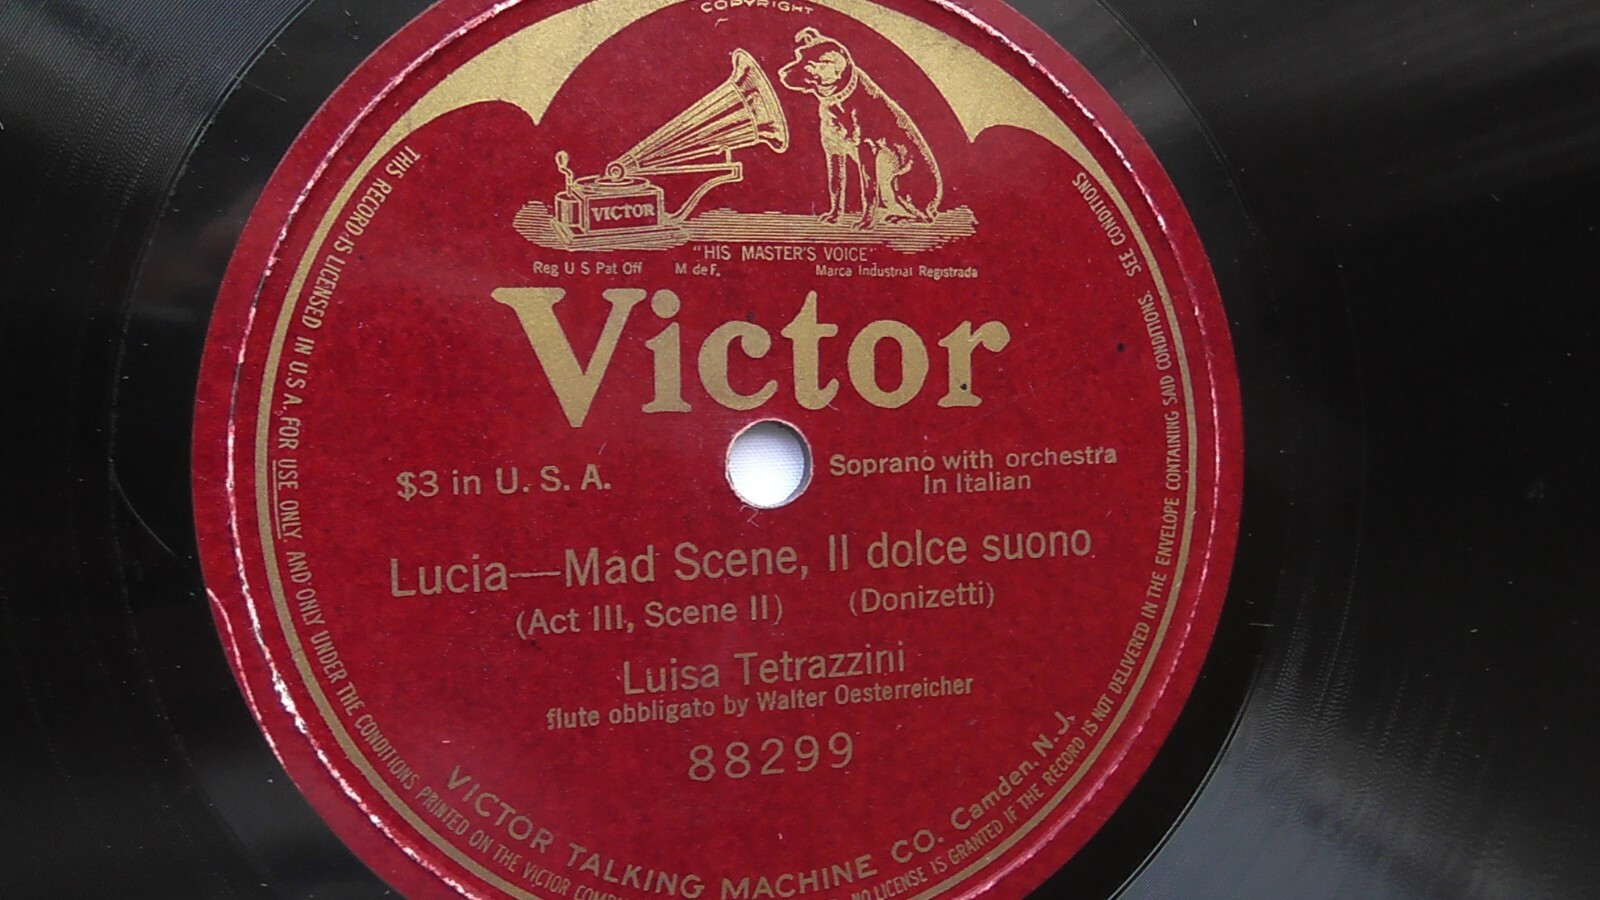 COPYRIGHT
VICTOR
"HIS MASTER'S VOICE"
Reg U S Pat Off M de F. Marca Industrial Registrada
Victor
$3 in U. S. A.
Soprano with orchestra
In Italian
Lucia—Mad Scene, Il dolce suono
(Act III, Scene II) (Donizetti)
Luisa Tetrazzini
flute obbligato by Walter Oesterreicher
88299
VICTOR TALKING MACHINE CO. Camden, N. J.
THIS RECORD IS LICENSED IN U.S.A. FOR USE ONLY, AND ONLY UNDER THE CONDITIONS PRINTED ON THE VICTOR
NO LICENSE IS GRANTED IF THE RECORD IS NOT DELIVERED IN THE ENVELOPE CONTAINING SAID CONDITIONS. SEE CONDITIONS